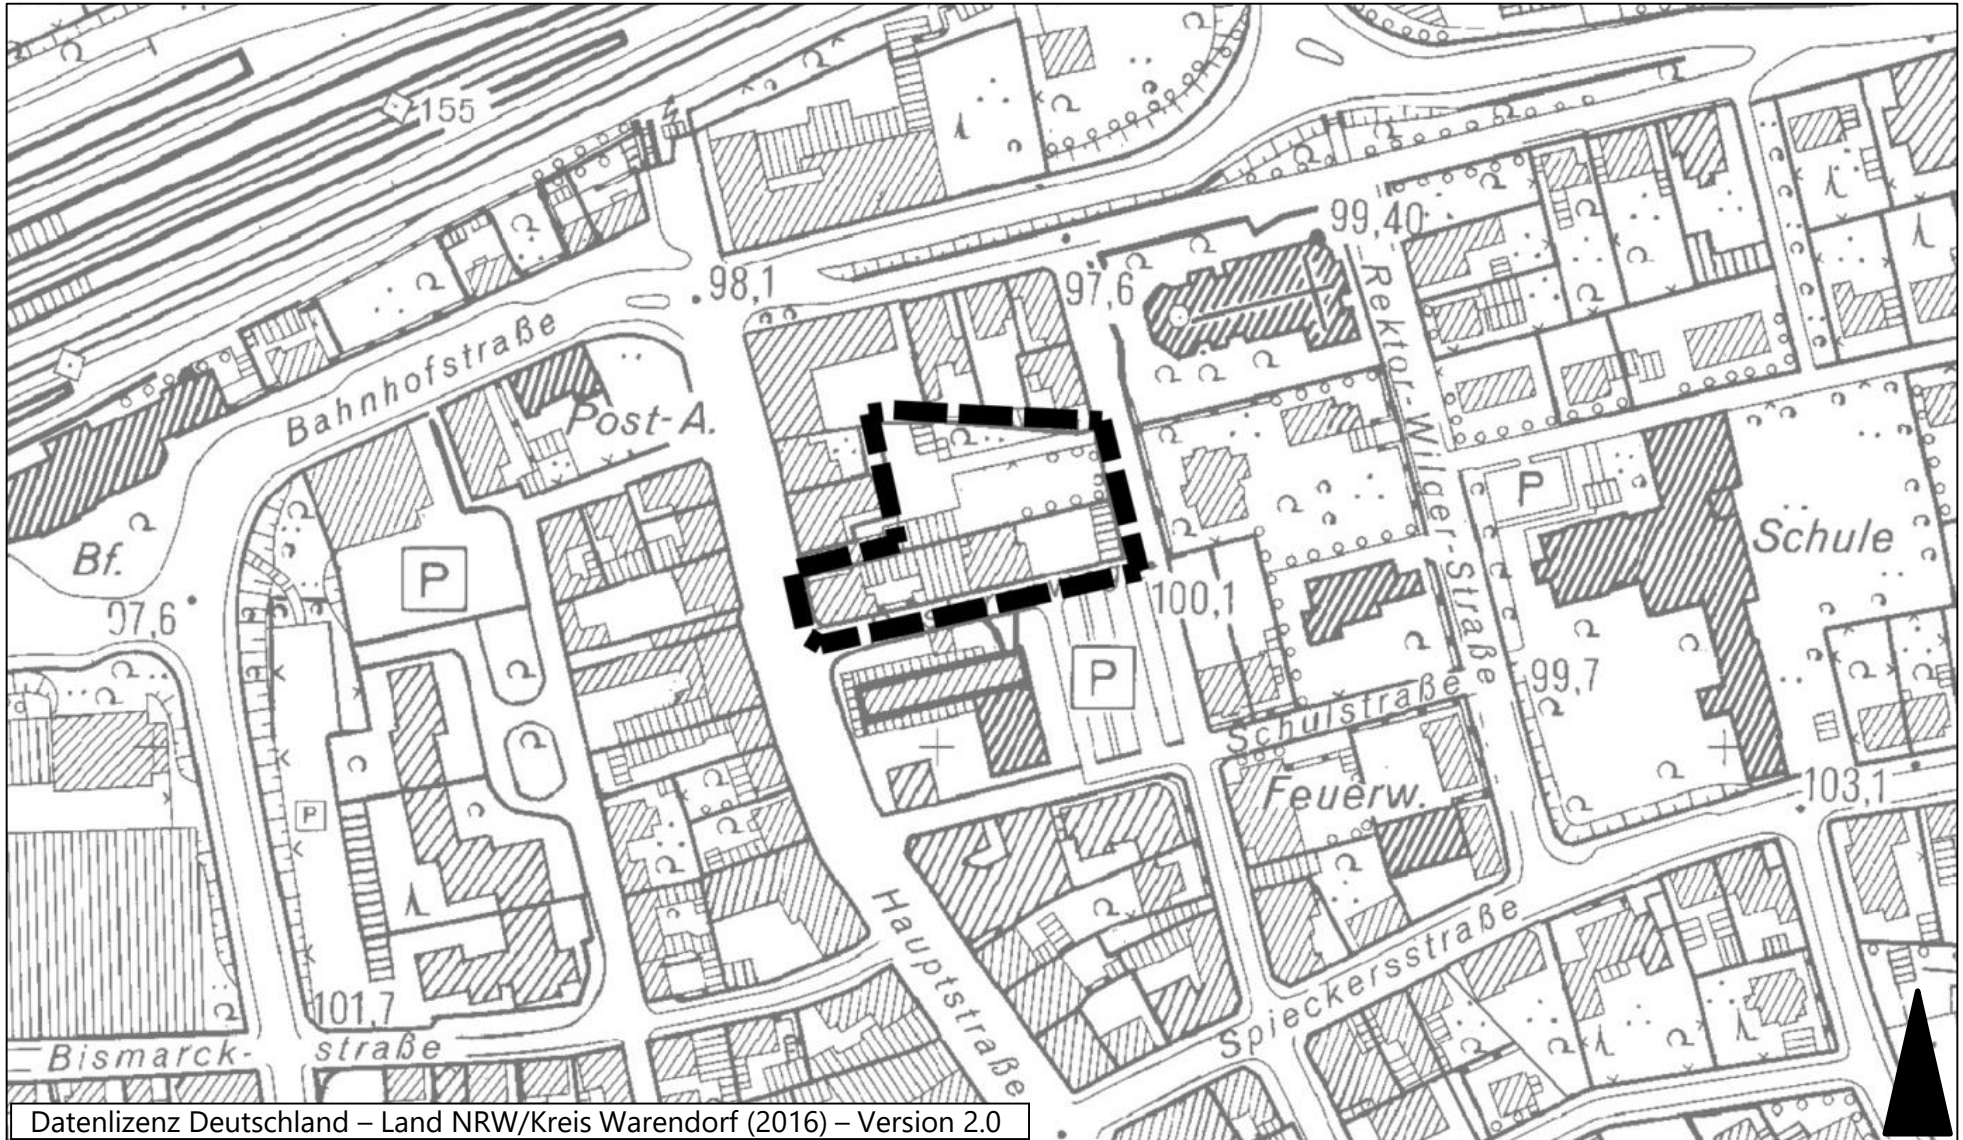 155
99,40
98,1
97,6
Bahnhofstraße
Post-A.
Rektor-Wilger-Straße
P
Schule
Bf.
P
97,6
100,1
P
99,7
Schulstraße
Feuerw.
103,1
P
Hauptstraße
Spieckersstraße
101,7
Bismarck-straße
Datenlizenz Deutschland – Land NRW/Kreis Warendorf (2016) – Version 2.0